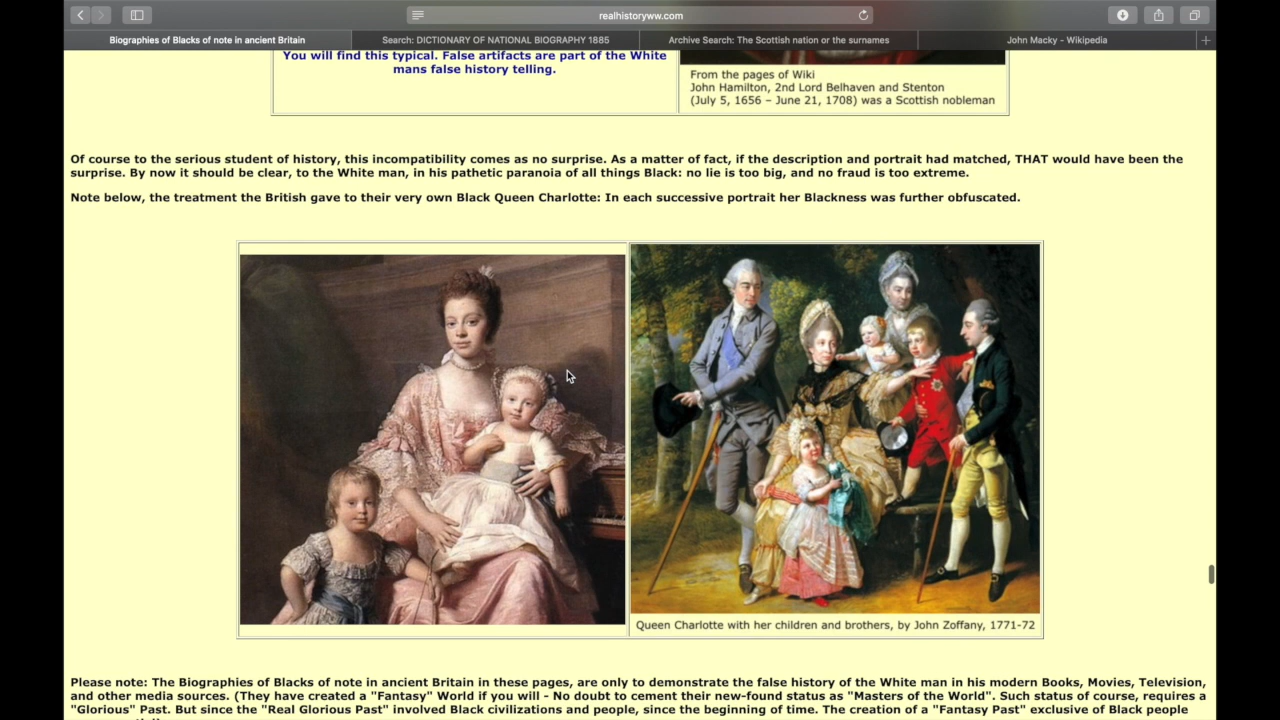 realhistoryww.com
Biographies of Blacks of note in ancient Britain
Search: DICTIONARY OF NATIONAL BIOGRAPHY 1885
Archive Search: The Scottish nation or the surnames
John Macky - Wikipedia
You will find this typical. False artifacts are part of the White
mans false history telling.
From the pages of Wiki
John Hamilton, 2nd Lord Belhaven and Stenton
(July 5, 1656 – June 21, 1708) was a Scottish nobleman
Of course to the serious student of history, this incompatibility comes as no surprise. As a matter of fact, if the description and portrait had matched, THAT would have been the
surprise. By now it should be clear, to the White man, in his pathetic paranoia of all things Black: no lie is too big, and no fraud is too extreme.
Note below, the treatment the British gave to their very own Black Queen Charlotte: In each successive portrait her Blackness was further obfuscated.
Queen Charlotte with her children and brothers, by John Zoffany, 1771-72
Please note: The Biographies of Blacks of note in ancient Britain in these pages, are only to demonstrate the false history of the White man in his modern Books, Movies, Television,
and other media sources. (They have created a "Fantasy" World if you will - No doubt to cement their new-found status as "Masters of the World". Such status of course, requires a
"Glorious" Past. But since the "Real Glorious Past" involved Black civilizations and people, since the beginning of time. The creation of a "Fantasy Past" exclusive of Black people